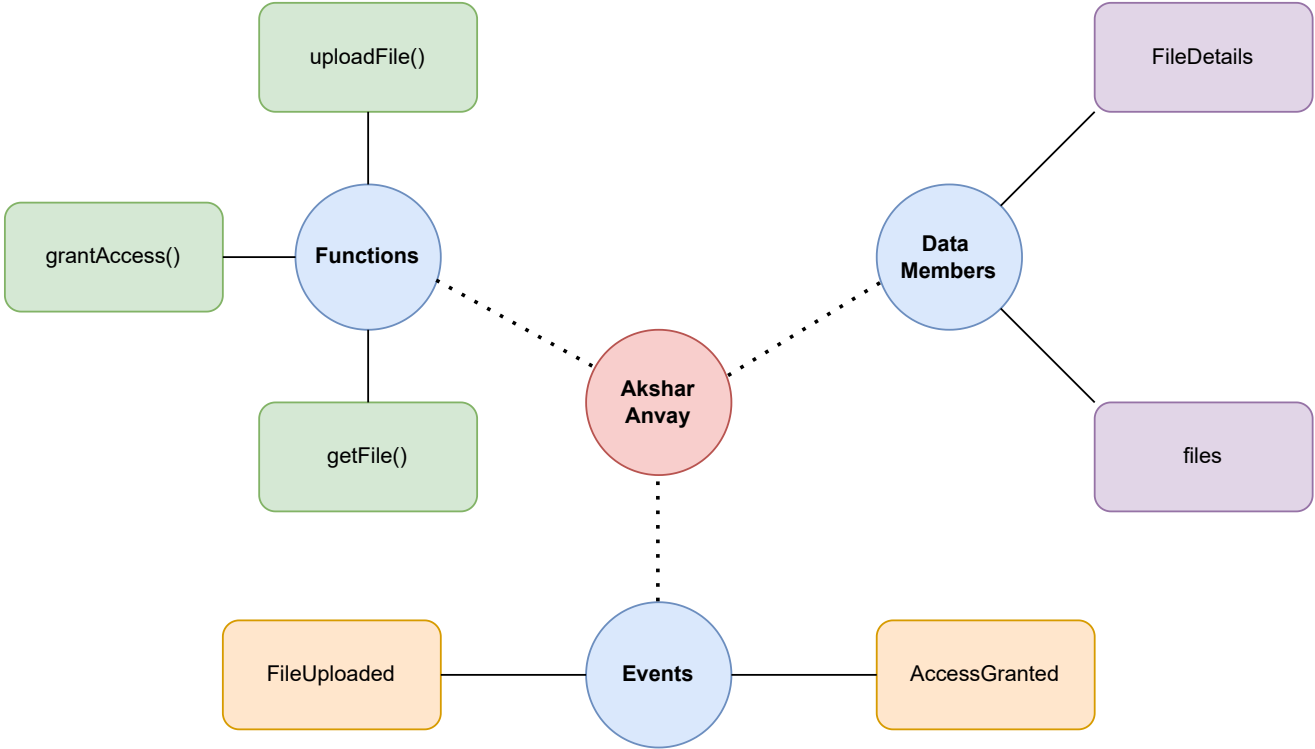 uploadFile()
FileDetails
grantAccess()
Functions
Data
Members
Akshar
Anvay
getFile()
files
FileUploaded
Events
AccessGranted